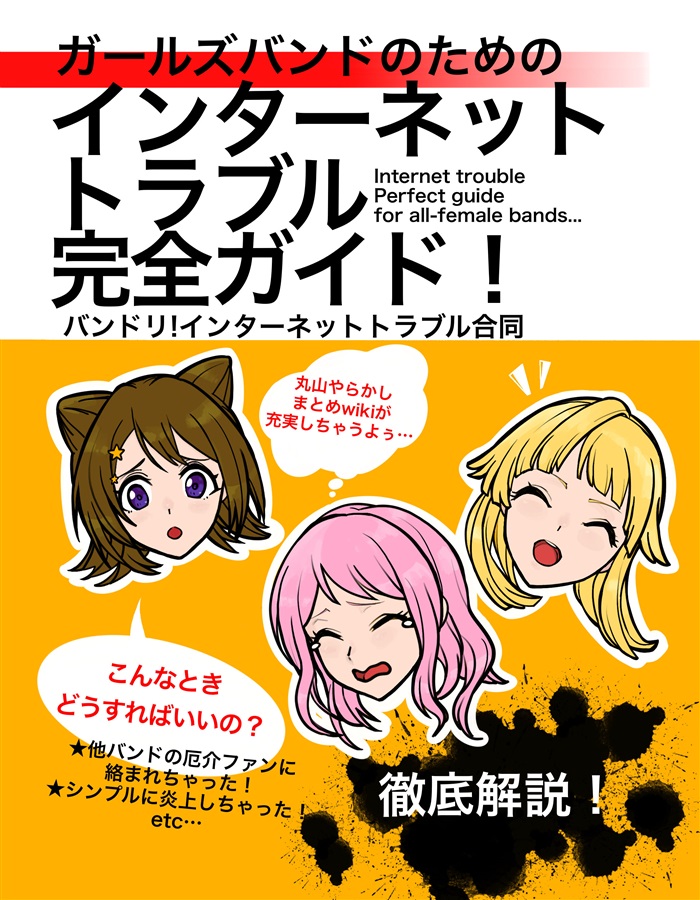 ガールズバンドのための
インターネット
トラブル
Internet trouble
Perfect guide
for all-female bands...
完全ガイド！
バンドリ!インターネットトラブル合同
丸山やらかし
まとめwikiが
充実しちゃうよぅ…
こんなとき
どうすればいいの？
★他バンドの厄介ファンに
絡まれちゃった！
★シンプルに炎上しちゃった！
etc…
徹底解説！